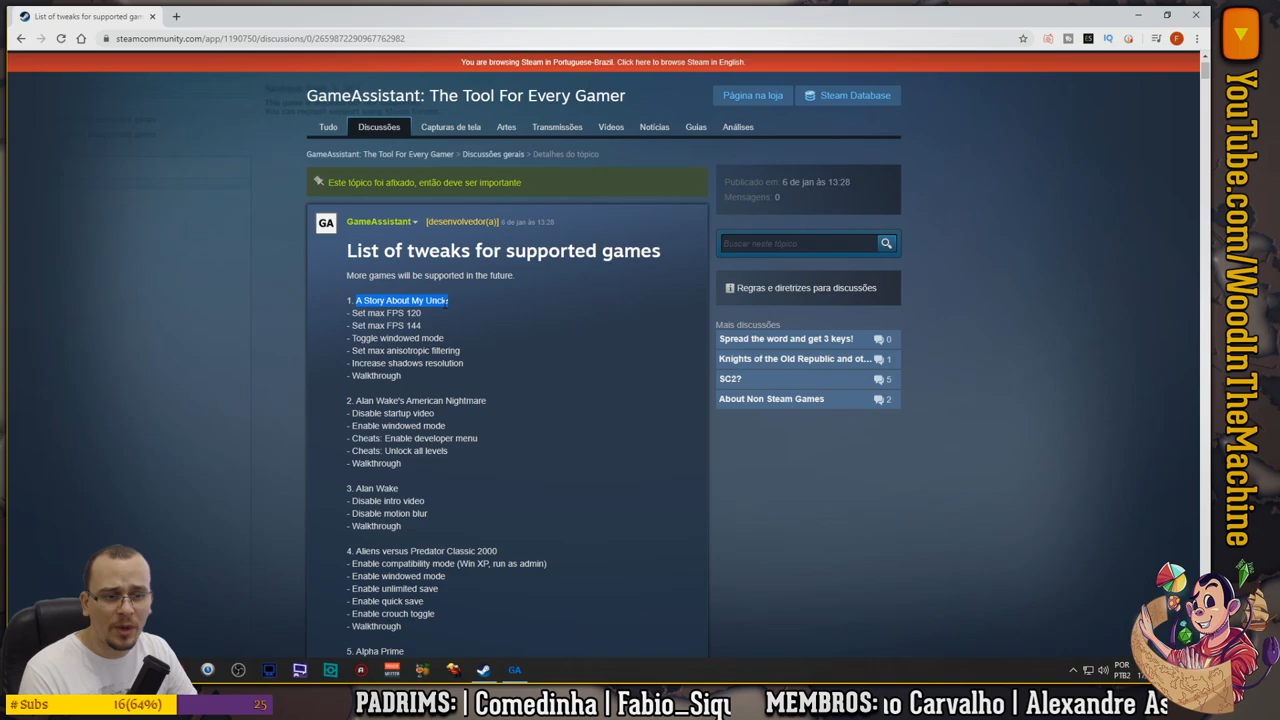 List of tweaks for supported gam
steamcommunity.com/app/1190750/discussions/0/2659872290967762982
You are browsing Steam in Portuguese-Brazil. Click here to browse Steam in English.
GameAssistant: The Tool For Every Gamer
Página na loja
Steam Database
Tudo
Discussões
Capturas de tela
Artes
Transmissões
Vídeos
Notícias
Guias
Análises
GameAssistant: The Tool For Every Gamer > Discussões gerais > Detalhes do tópico
Este tópico foi afixado, então deve ser importante
GA
GameAssistant
[desenvolvedor(a)]
6 de jan às 13:28
List of tweaks for supported games
More games will be supported in the future.
1. A Story About My Uncle
- Set max FPS 120
- Set max FPS 144
- Toggle windowed mode
- Set max anisotropic filtering
- Increase shadows resolution
- Walkthrough
2. Alan Wake's American Nightmare
- Disable startup video
- Enable windowed mode
- Cheats: Enable developer menu
- Cheats: Unlock all levels
- Walkthrough
3. Alan Wake
- Disable intro video
- Disable motion blur
- Walkthrough
4. Aliens versus Predator Classic 2000
- Enable compatibility mode (Win XP, run as admin)
- Enable windowed mode
- Enable unlimited save
- Enable quick save
- Enable crouch toggle
- Walkthrough
5. Alpha Prime
Publicado em: 6 de jan às 13:28
Mensagens: 0
Buscar neste tópico
Regras e diretrizes para discussões
Mais discussões
Spread the word and get 3 keys! 0
Knights of the Old Republic and ot... 1
SC2? 5
About Non Steam Games 2
GA
POR
PTB2
YouTube.com/WoodInTheMachine
# Subs
16(64%)
25
PADRIMS: | Comedinha | Fabio_Siqu
MEMBROS: no Carvalho | Alexandre As